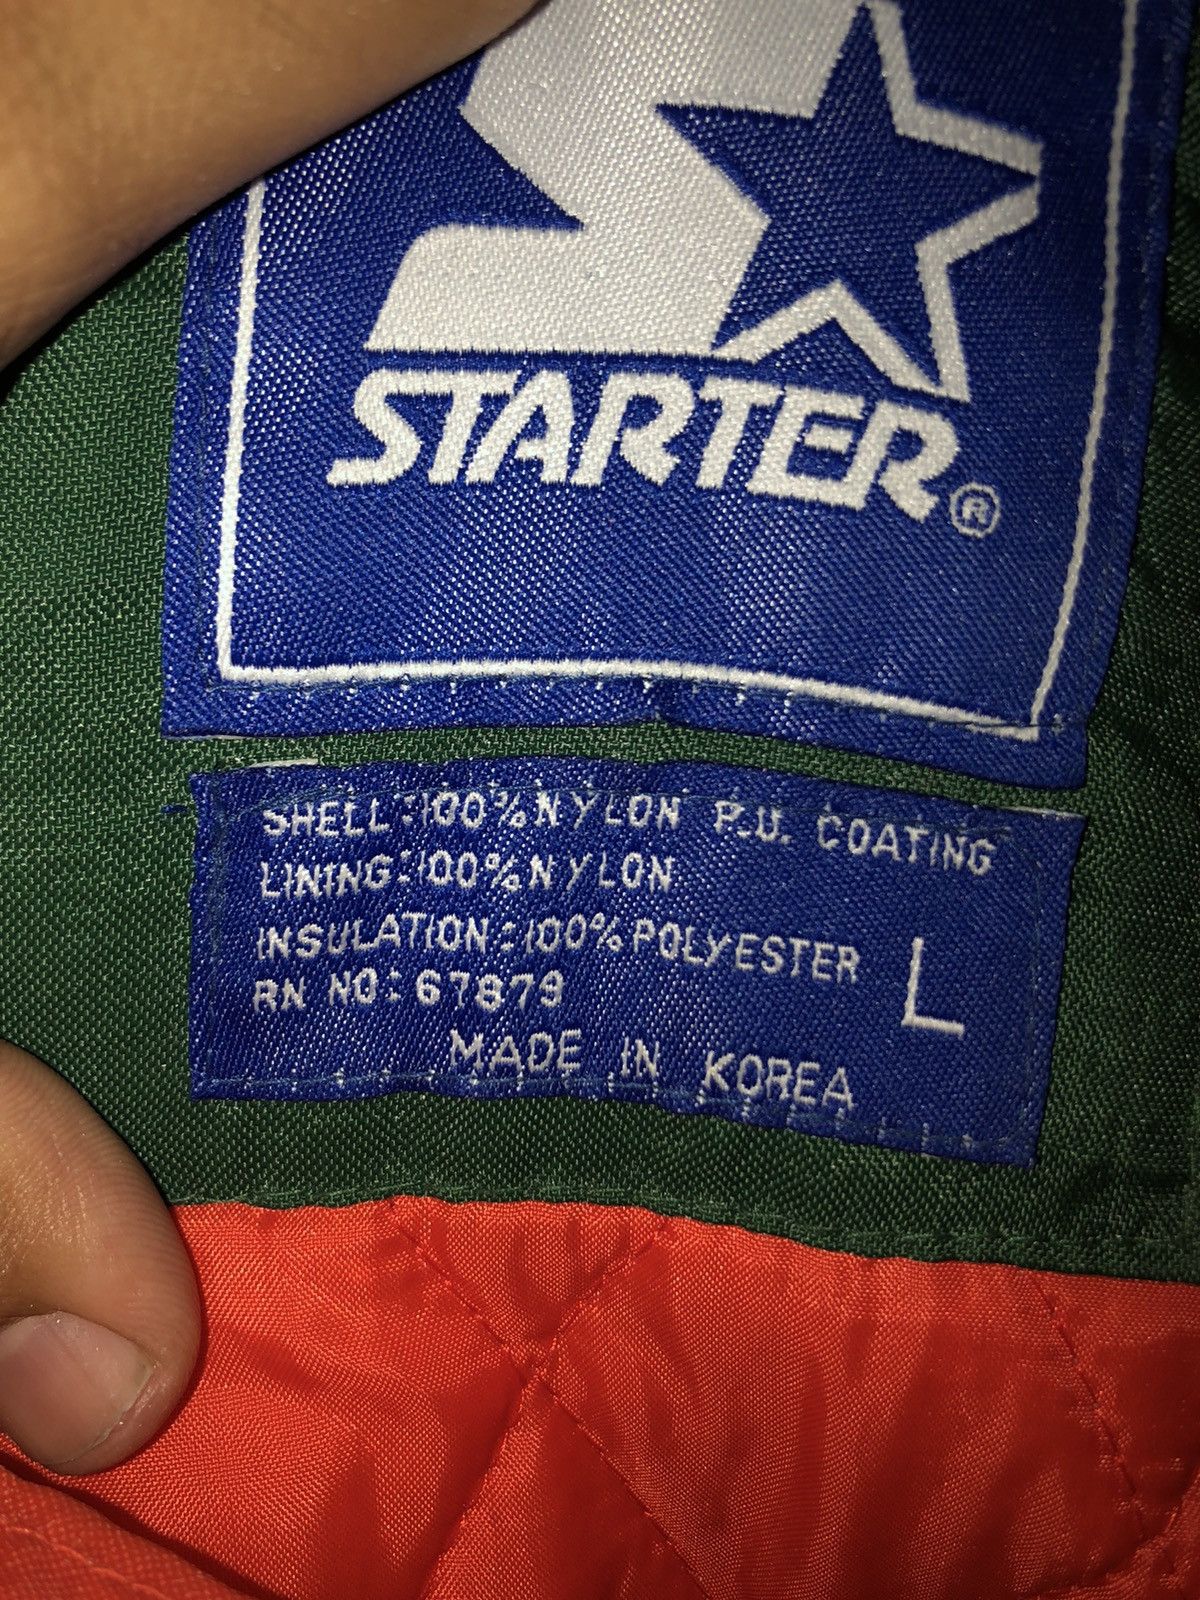 STARTER®
SHELL:100%NYLON P.U. COATING
LINING:100%NYLON
INSULATION:100%POLYESTER L
RN NO:67879
MADE IN KOREA